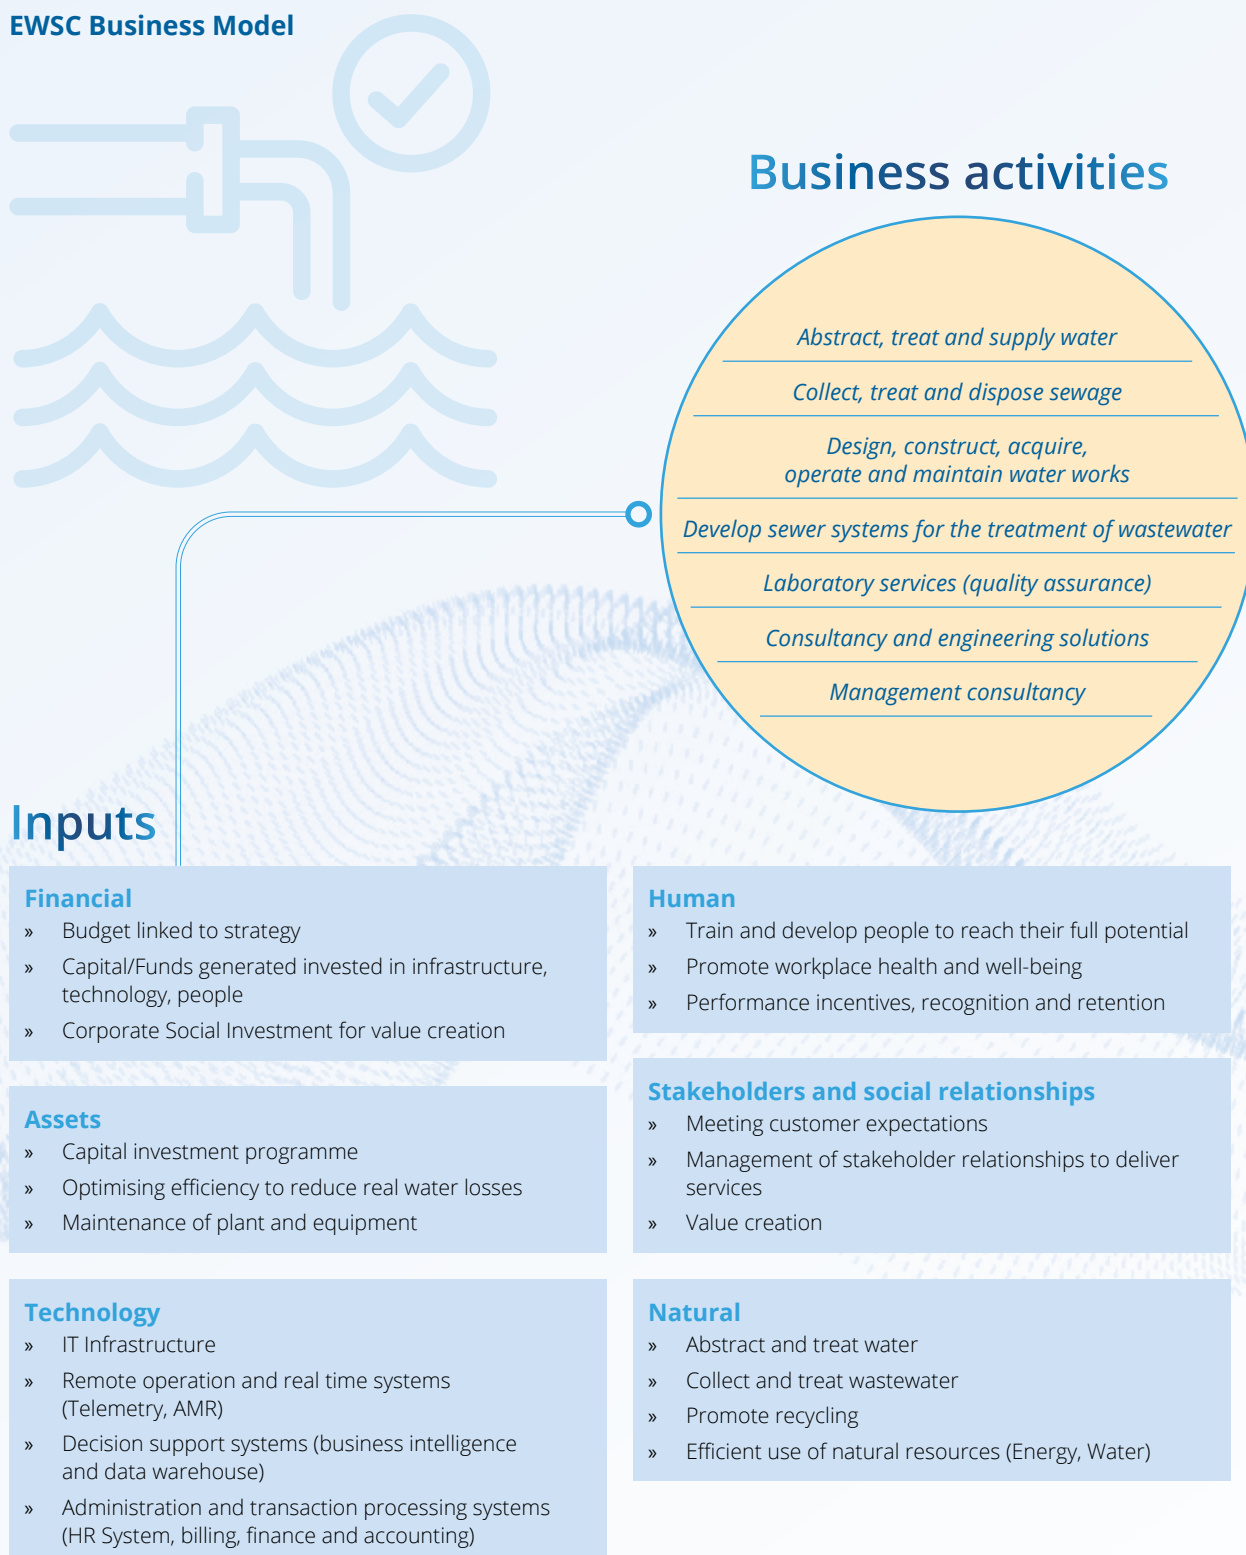 EWSC Business Model
Business activities
Abstract, treat and supply water
Collect, treat and dispose sewage
Design, construct, acquire,
operate and maintain water works
Develop sewer systems for the treatment of wastewater
Laboratory services (quality assurance)
Consultancy and engineering solutions
Management consultancy
Inputs
Financial
» Budget linked to strategy
» Capital/Funds generated invested in infrastructure,
technology, people
» Corporate Social Investment for value creation
Assets
» Capital investment programme
» Optimising efficiency to reduce real water losses
» Maintenance of plant and equipment
Technology
» IT Infrastructure
» Remote operation and real time systems
(Telemetry, AMR)
» Decision support systems (business intelligence
and data warehouse)
» Administration and transaction processing systems
(HR System, billing, finance and accounting)
Human
» Train and develop people to reach their full potential
» Promote workplace health and well-being
» Performance incentives, recognition and retention
Stakeholders and social relationships
» Meeting customer expectations
» Management of stakeholder relationships to deliver
services
» Value creation
Natural
» Abstract and treat water
» Collect and treat wastewater
» Promote recycling
» Efficient use of natural resources (Energy, Water)